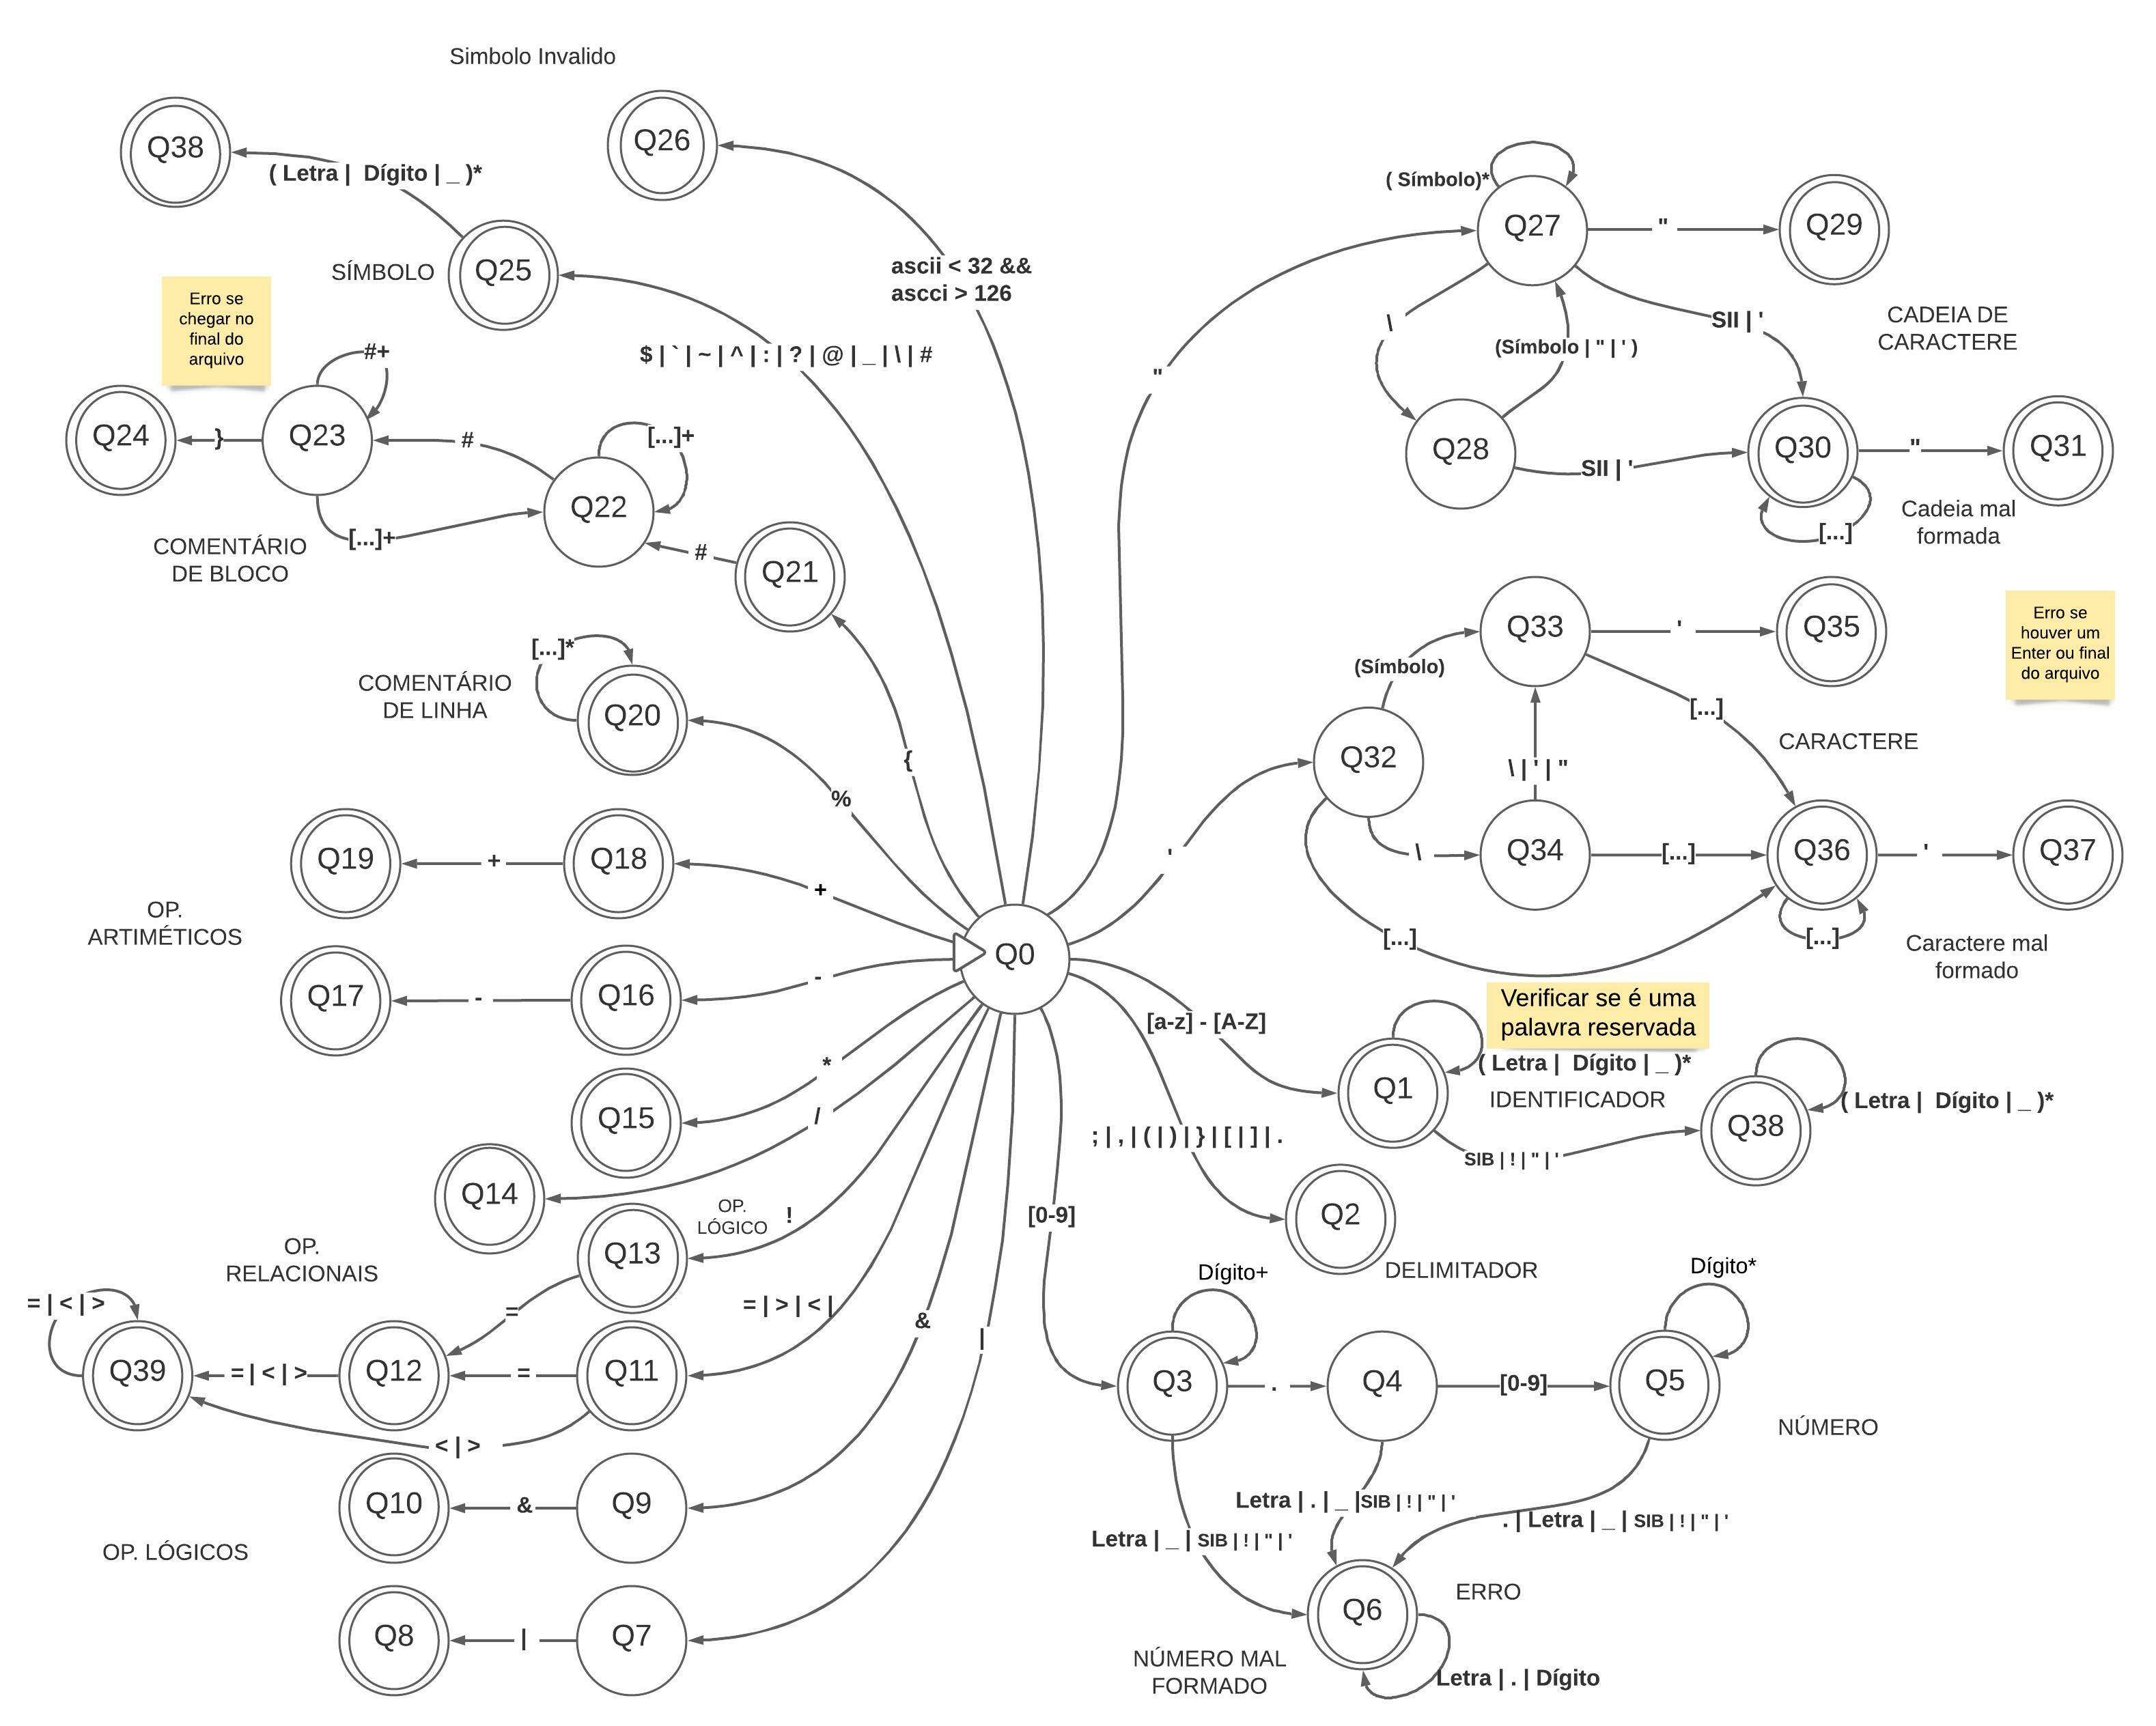 Simbolo Invalido
Q38
Q26
( Letra | Dígito | _ )*
( Símbolo)*
Q27
"
Q29
SÍMBOLO
Q25
ascii < 32 &&
ascci > 126
Erro se
chegar no
final do
arquivo
$ | ` | ~ | ^ | : | ? | @ | _ | \ | #
\
(Símbolo | " | ' )
SII | '
CADEIA DE
CARACTERE
#+
"
Q24
}
Q23
#
[...]+
Q22
Q28
SII | '
Q30
"
Q31
[...]+
COMENTÁRIO
DE BLOCO
#
Q21
[...]
Cadeia mal
formada
[...]*
COMENTÁRIO
DE LINHA
Q20
{
%
(Símbolo)
Q33
'
Q35
Erro se
houver um
Enter ou final
do arquivo
[...]
CARACTERE
Q32
\ | ' | "
Q19
+
Q18
+
'
\
Q34
[...]
Q36
'
Q37
OP.
ARTIMÉTICOS
[...]
[...]
Caractere mal
formado
Q0
Q17
-
Q16
-
[a-z] - [A-Z]
Verificar se é uma
palavra reservada
( Letra | Dígito | _ )*
Q1
IDENTIFICADOR
Q38
( Letra | Dígito | _ )*
SIB | ! | " | '
*
Q15
/
; | , | ( | ) | } | [ | ] | .
Q14
Q2
DELIMITADOR
OP.
LÓGICO
!
[0-9]
OP.
RELACIONAIS
Q13
= | < | >
=
= | > | < |
&
|
Dígito+
Dígito*
Q39
= | < | >
Q12
=
Q11
Q3
.
Q4
[0-9]
Q5
< | >
NÚMERO
Q10
&
Q9
Letra | . | _ |SIB | ! | " | '
. | Letra | _ | SIB | ! | " | '
Letra | _ | SIB | ! | " | '
OP. LÓGICOS
ERRO
Q6
Q8
|
Q7
NÚMERO MAL
FORMADO
Letra | . | Dígito